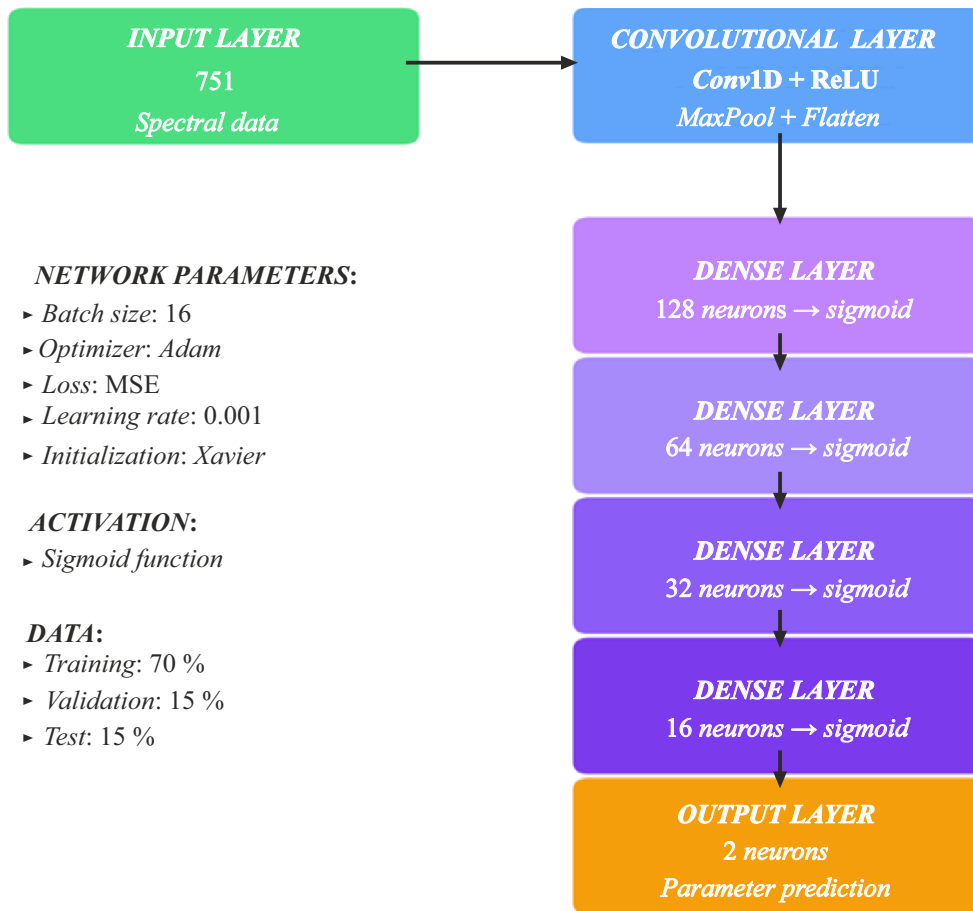 INPUT LAYER
751
Spectral data
CONVOLUTIONAL LAYER
Conv1D + ReLU
MaxPool + Flatten
NETWORK PARAMETERS:
► Batch size: 16
► Optimizer: Adam
► Loss: MSE
► Learning rate: 0.001
► Initialization: Xavier
ACTIVATION:
► Sigmoid function
DATA:
► Training: 70 %
► Validation: 15 %
► Test: 15 %
DENSE LAYER
128 neurons → sigmoid
DENSE LAYER
64 neurons → sigmoid
DENSE LAYER
32 neurons → sigmoid
DENSE LAYER
16 neurons → sigmoid
OUTPUT LAYER
2 neurons
Parameter prediction